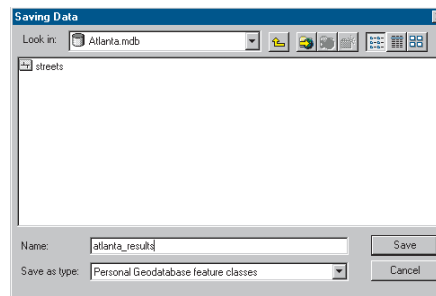 Saving Data
Look in: Atlanta.mdb
streets
Name: atlanta_results
Save
Save as type: Personal Geodatabase feature classes
Cancel